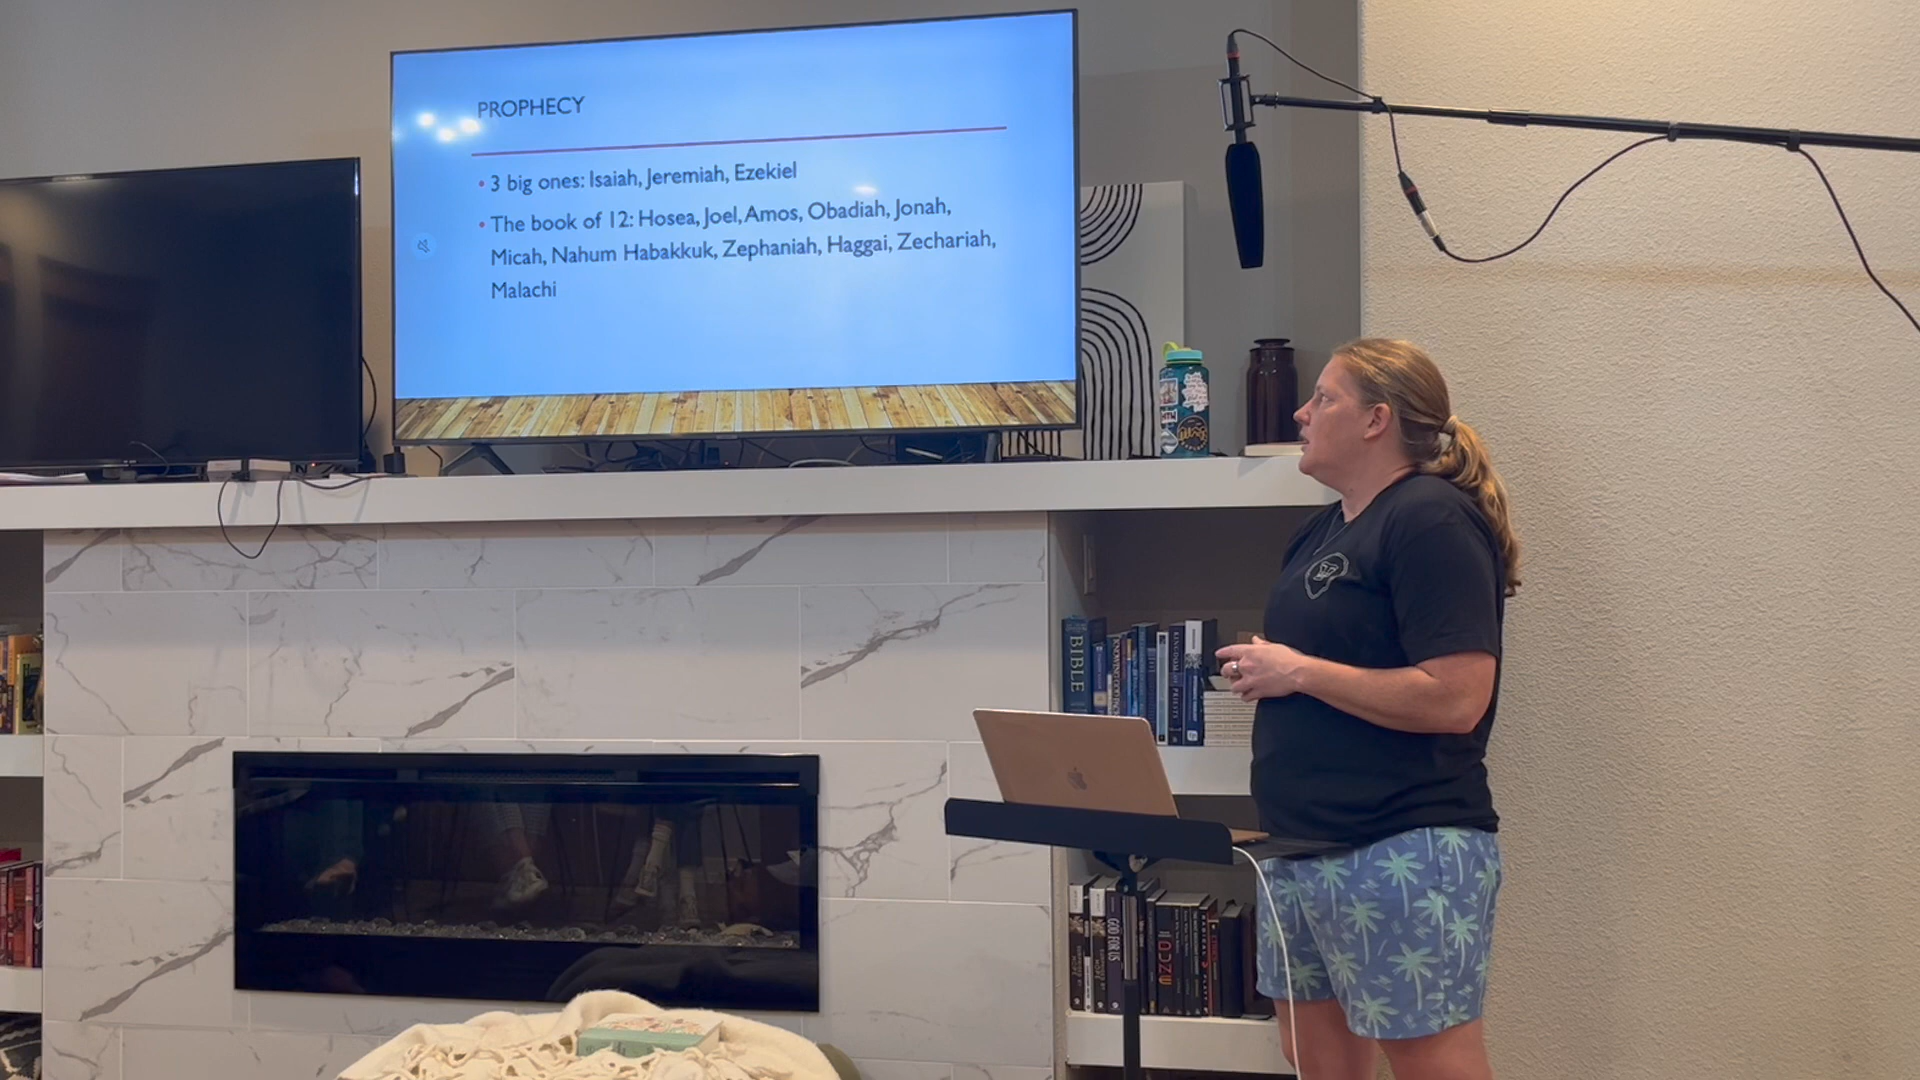 PROPHECY
• 3 big ones: Isaiah, Jeremiah, Ezekiel
• The book of 12: Hosea, Joel, Amos, Obadiah, Jonah,
Micah, Nahum Habakkuk, Zephaniah, Haggai, Zechariah,
Malachi
BIBLE
GOD FOR US